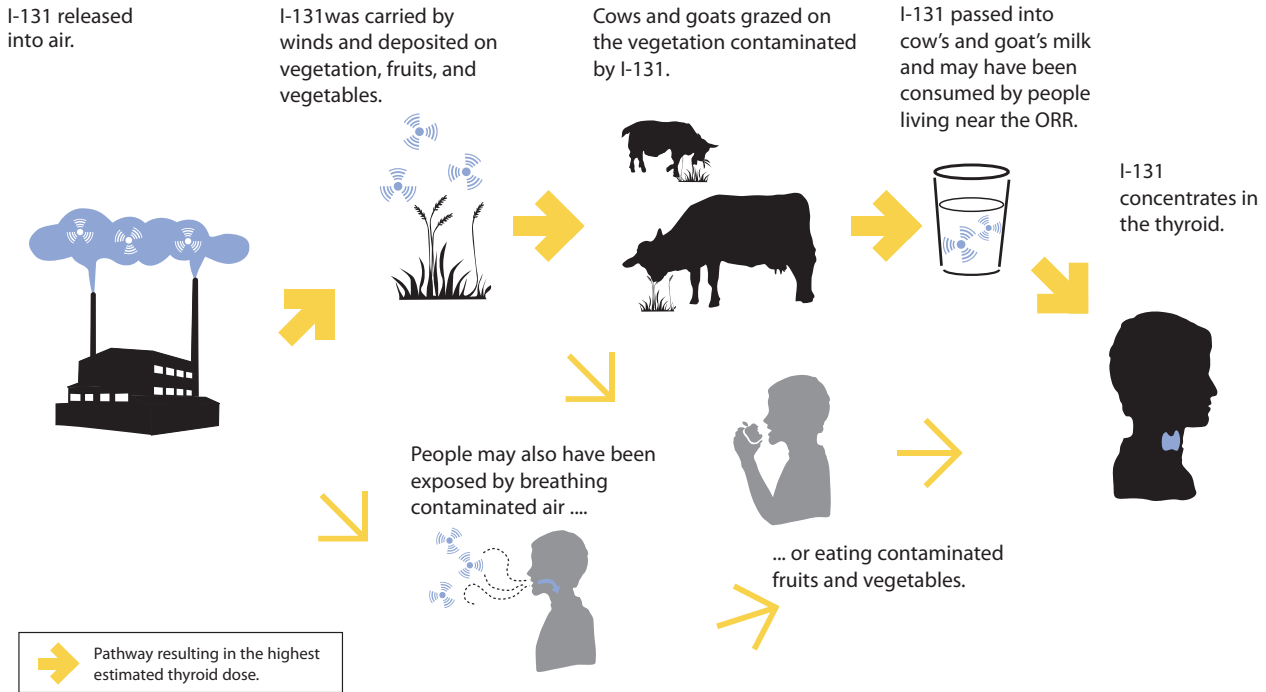 I-131 released
into air.
I-131was carried by
winds and deposited on
vegetation, fruits, and
vegetables.
Cows and goats grazed on
the vegetation contaminated
by I-131.
I-131 passed into
cow's and goat's milk
and may have been
consumed by people
living near the ORR.
I-131
concentrates in
the thyroid.
People may also have been
exposed by breathing
contaminated air ....
... or eating contaminated
fruits and vegetables.
Pathway resulting in the highest
estimated thyroid dose.